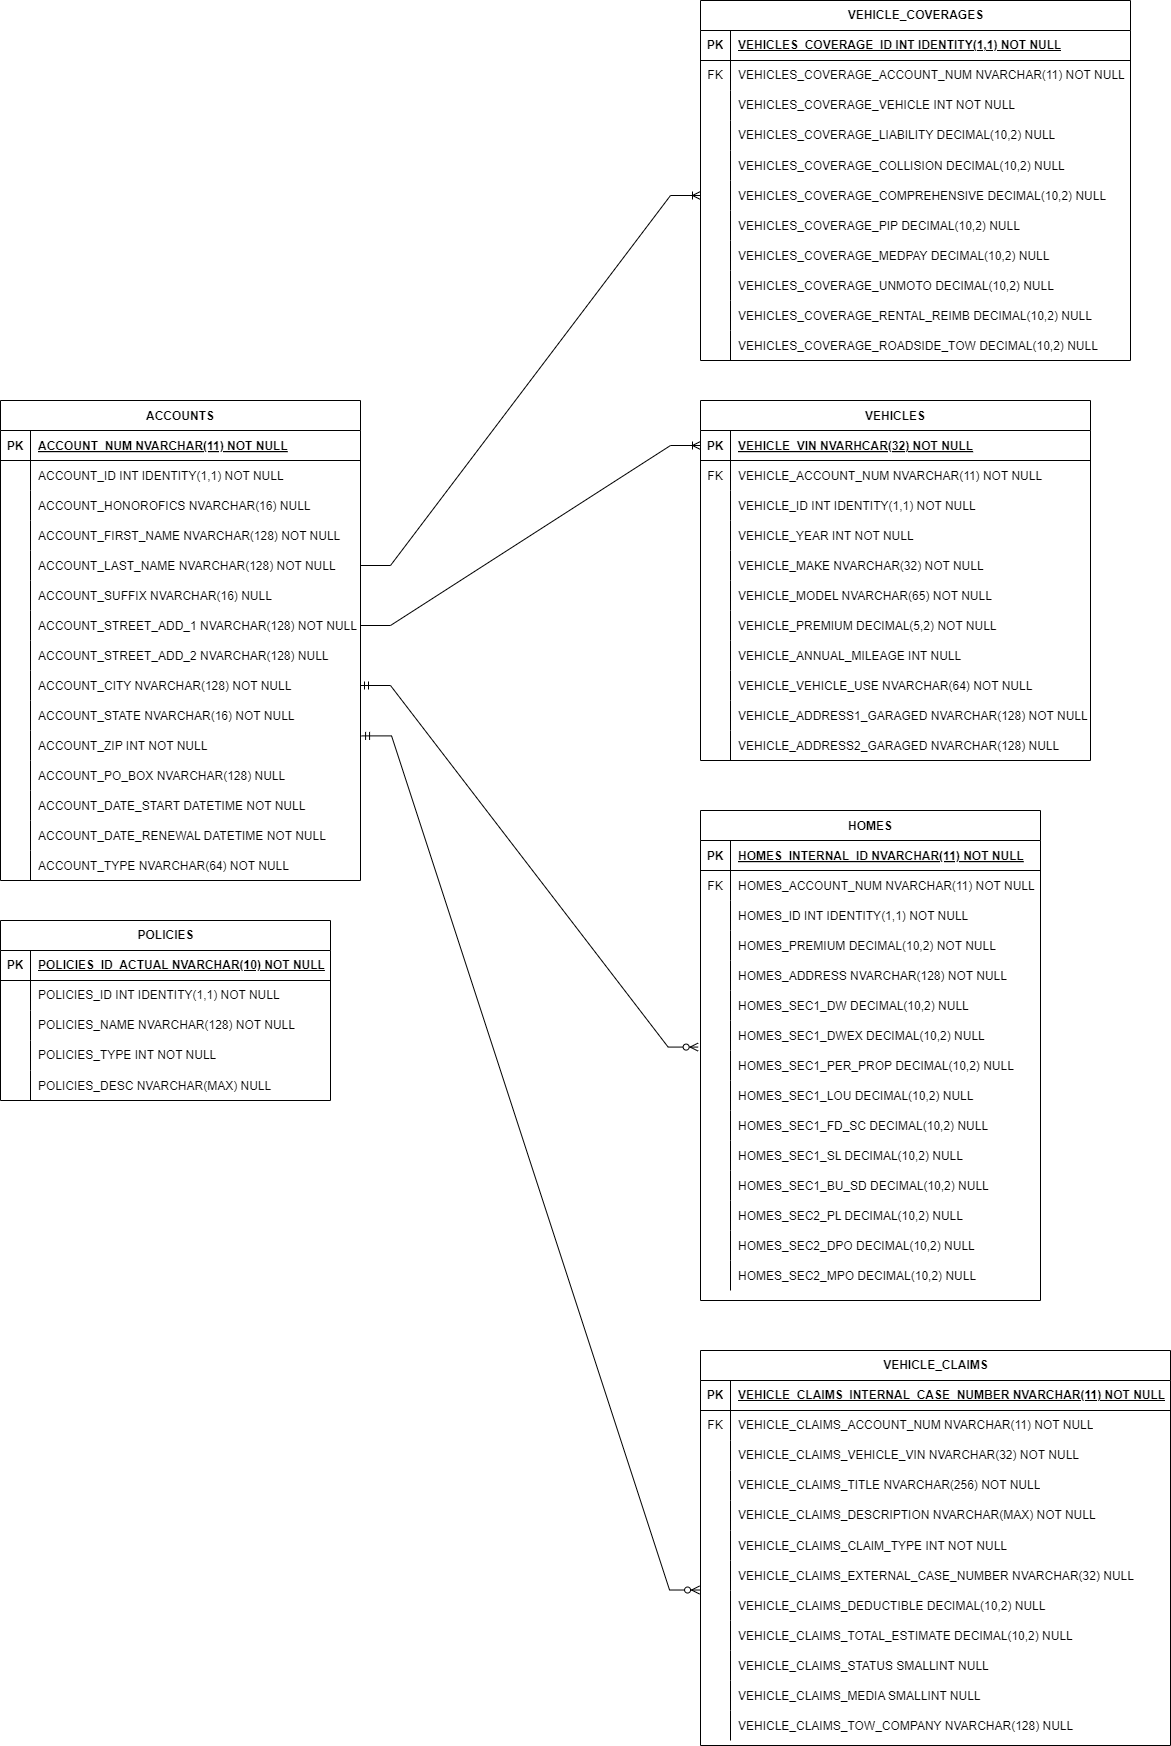 VEHICLE_COVERAGES
PK VEHICLES_COVERAGE_ID INT IDENTITY(1,1) NOT NULL
FK VEHICLES_COVERAGE_ACCOUNT_NUM NVARCHAR(11) NOT NULL
VEHICLES_COVERAGE_VEHICLE INT NOT NULL
VEHICLES_COVERAGE_LIABILITY DECIMAL(10,2) NULL
VEHICLES_COVERAGE_COLLISION DECIMAL(10,2) NULL
VEHICLES_COVERAGE_COMPREHENSIVE DECIMAL(10,2) NULL
VEHICLES_COVERAGE_PIP DECIMAL(10,2) NULL
VEHICLES_COVERAGE_MEDPAY DECIMAL(10,2) NULL
VEHICLES_COVERAGE_UNMOTO DECIMAL(10,2) NULL
VEHICLES_COVERAGE_RENTAL_REIMB DECIMAL(10,2) NULL
VEHICLES_COVERAGE_ROADSIDE_TOW DECIMAL(10,2) NULL
ACCOUNTS
PK ACCOUNT_NUM NVARCHAR(11) NOT NULL
ACCOUNT_ID INT IDENTITY(1,1) NOT NULL
ACCOUNT_HONOROFICS NVARCHAR(16) NULL
ACCOUNT_FIRST_NAME NVARCHAR(128) NOT NULL
ACCOUNT_LAST_NAME NVARCHAR(128) NOT NULL
ACCOUNT_SUFFIX NVARCHAR(16) NULL
ACCOUNT_STREET_ADD_1 NVARCHAR(128) NOT NULL
ACCOUNT_STREET_ADD_2 NVARCHAR(128) NULL
ACCOUNT_CITY NVARCHAR(128) NOT NULL
ACCOUNT_STATE NVARCHAR(16) NOT NULL
ACCOUNT_ZIP INT NOT NULL
ACCOUNT_PO_BOX NVARCHAR(128) NULL
ACCOUNT_DATE_START DATETIME NOT NULL
ACCOUNT_DATE_RENEWAL DATETIME NOT NULL
ACCOUNT_TYPE NVARCHAR(64) NOT NULL
VEHICLES
PK VEHICLE_VIN NVARHCAR(32) NOT NULL
FK VEHICLE_ACCOUNT_NUM NVARCHAR(11) NOT NULL
VEHICLE_ID INT IDENTITY(1,1) NOT NULL
VEHICLE_YEAR INT NOT NULL
VEHICLE_MAKE NVARCHAR(32) NOT NULL
VEHICLE_MODEL NVARCHAR(65) NOT NULL
VEHICLE_PREMIUM DECIMAL(5,2) NOT NULL
VEHICLE_ANNUAL_MILEAGE INT NULL
VEHICLE_VEHICLE_USE NVARCHAR(64) NOT NULL
VEHICLE_ADDRESS1_GARAGED NVARCHAR(128) NOT NULL
VEHICLE_ADDRESS2_GARAGED NVARCHAR(128) NULL
POLICIES
PK POLICIES_ID_ACTUAL NVARCHAR(10) NOT NULL
POLICIES_ID INT IDENTITY(1,1) NOT NULL
POLICIES_NAME NVARCHAR(128) NOT NULL
POLICIES_TYPE INT NOT NULL
POLICIES_DESC NVARCHAR(MAX) NULL
HOMES
PK HOMES_INTERNAL_ID NVARCHAR(11) NOT NULL
FK HOMES_ACCOUNT_NUM NVARCHAR(11) NOT NULL
HOMES_ID INT IDENTITY(1,1) NOT NULL
HOMES_PREMIUM DECIMAL(10,2) NOT NULL
HOMES_ADDRESS NVARCHAR(128) NOT NULL
HOMES_SEC1_DW DECIMAL(10,2) NULL
HOMES_SEC1_DWEX DECIMAL(10,2) NULL
HOMES_SEC1_PER_PROP DECIMAL(10,2) NULL
HOMES_SEC1_LOU DECIMAL(10,2) NULL
HOMES_SEC1_FD_SC DECIMAL(10,2) NULL
HOMES_SEC1_SL DECIMAL(10,2) NULL
HOMES_SEC1_BU_SD DECIMAL(10,2) NULL
HOMES_SEC2_PL DECIMAL(10,2) NULL
HOMES_SEC2_DPO DECIMAL(10,2) NULL
HOMES_SEC2_MPO DECIMAL(10,2) NULL
VEHICLE_CLAIMS
PK VEHICLE_CLAIMS_INTERNAL_CASE_NUMBER NVARCHAR(11) NOT NULL
FK VEHICLE_CLAIMS_ACCOUNT_NUM NVARCHAR(11) NOT NULL
VEHICLE_CLAIMS_VEHICLE_VIN NVARCHAR(32) NOT NULL
VEHICLE_CLAIMS_TITLE NVARCHAR(256) NOT NULL
VEHICLE_CLAIMS_DESCRIPTION NVARCHAR(MAX) NOT NULL
VEHICLE_CLAIMS_CLAIM_TYPE INT NOT NULL
VEHICLE_CLAIMS_EXTERNAL_CASE_NUMBER NVARCHAR(32) NULL
VEHICLE_CLAIMS_DEDUCTIBLE DECIMAL(10,2) NULL
VEHICLE_CLAIMS_TOTAL_ESTIMATE DECIMAL(10,2) NULL
VEHICLE_CLAIMS_STATUS SMALLINT NULL
VEHICLE_CLAIMS_MEDIA SMALLINT NULL
VEHICLE_CLAIMS_TOW_COMPANY NVARCHAR(128) NULL